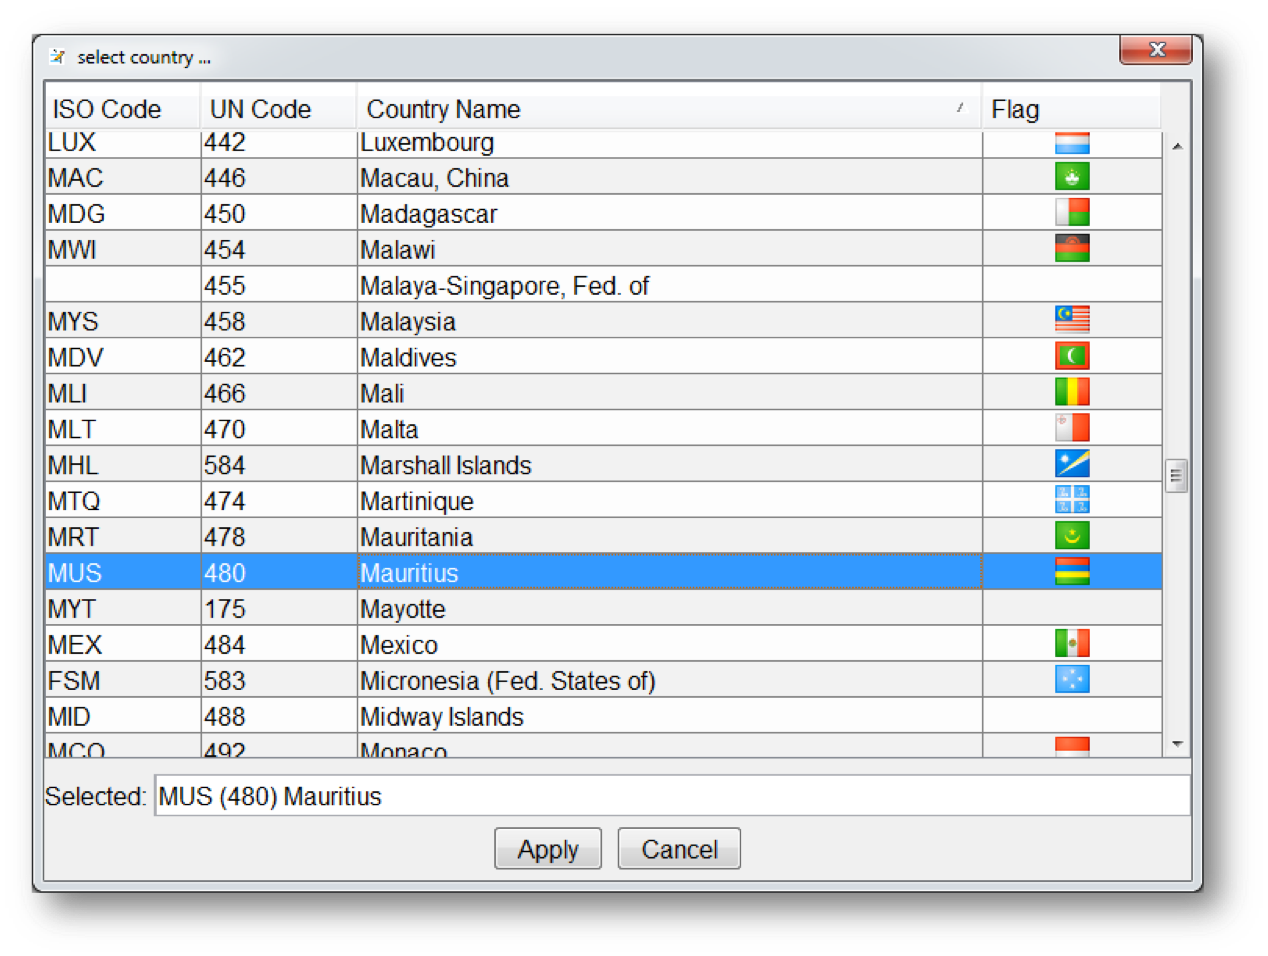 select country ...
ISO Code UN Code Country Name Flag
LUX 442 Luxembourg
MAC 446 Macau, China
MDG 450 Madagascar
MWI 454 Malawi
455 Malaya-Singapore, Fed. of
MYS 458 Malaysia
MDV 462 Maldives
MLI 466 Mali
MLT 470 Malta
MHL 584 Marshall Islands
MTQ 474 Martinique
MRT 478 Mauritania
MUS 480 Mauritius
MYT 175 Mayotte
MEX 484 Mexico
FSM 583 Micronesia (Fed. States of)
MID 488 Midway Islands
MCO 492 Monaco
Selected: MUS (480) Mauritius
Apply Cancel